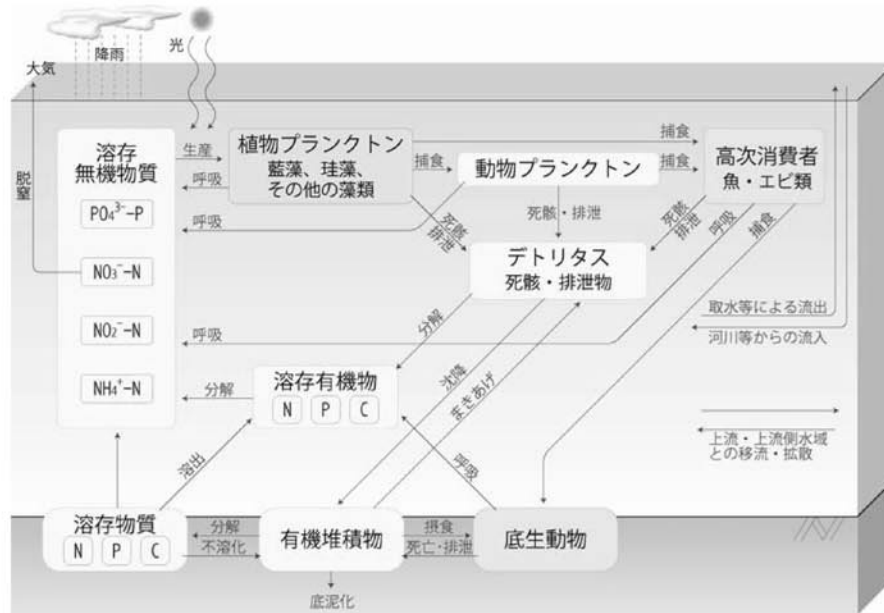 降雨
光
大気
脱窒
溶存
無機物質
PO₄³⁻-P
NO₃⁻-N
NO₂⁻-N
NH₄⁺-N
生産
呼吸
植物プランクトン
藍藻、珪藻、
その他の藻類
捕食
捕食
動物プランクトン
捕食
高次消費者
魚・エビ類
呼吸
死骸・排泄
死骸・
排泄
死骸・
排泄
呼吸
捕食
デトリタス
死骸・排泄物
取水等による流出
河川等からの流入
呼吸
分解
沈降
まきあげ
分解
溶存有機物
N P C
上流・上流側水域
との移流・拡散
溶出
呼吸
溶存物質
N P C
分解
不溶化
有機堆積物
摂食
死亡・排泄
底生動物
底泥化